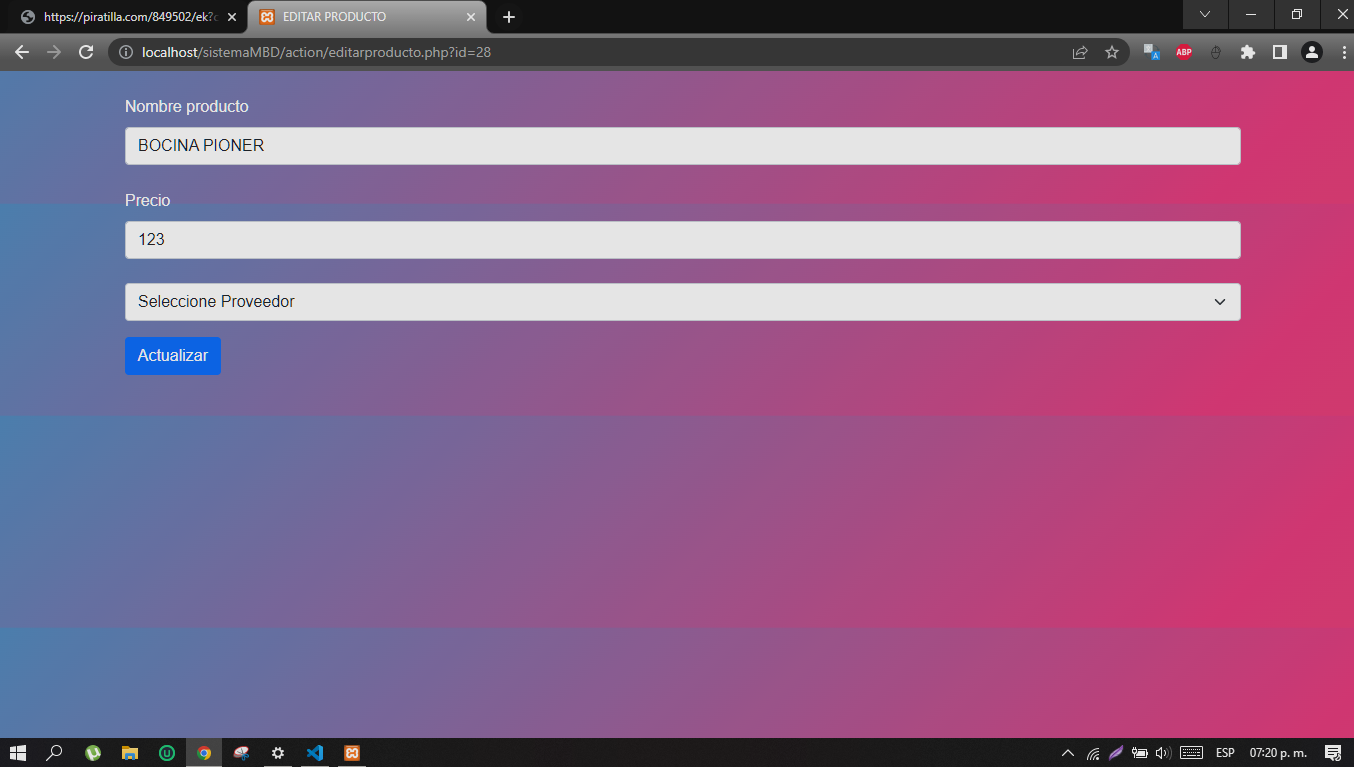 https://piratilla.com/849502/ek?c
EDITAR PRODUCTO
localhost/sistemaMBD/action/editarproducto.php?id=28
ABP
Nombre producto
BOCINA PIONER
Precio
123
Seleccione Proveedor
Actualizar
ESP
07:20 p. m.